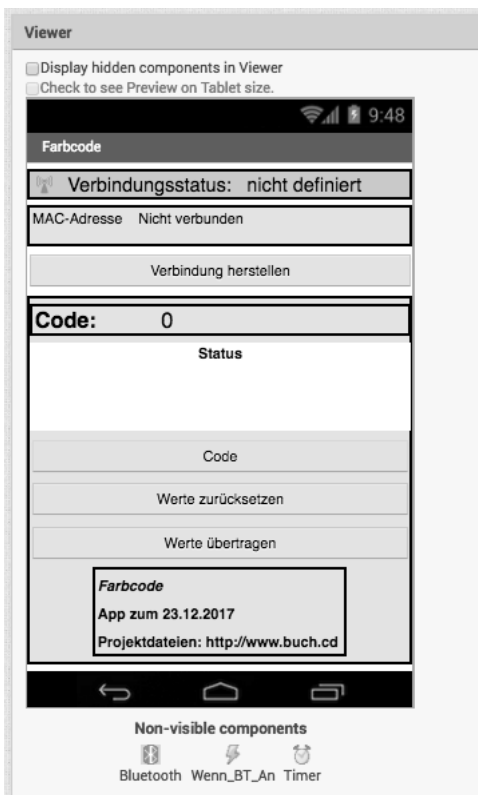 Viewer
Display hidden components in Viewer
Check to see Preview on Tablet size.
9:48
Farbcode
Verbindungsstatus: nicht definiert
MAC-Adresse Nicht verbunden
Verbindung herstellen
Code: 0
Status
Code
Werte zurücksetzen
Werte übertragen
Farbcode
App zum 23.12.2017
Projektdateien: http://www.buch.cd
Non-visible components
Bluetooth Wenn_BT_An Timer